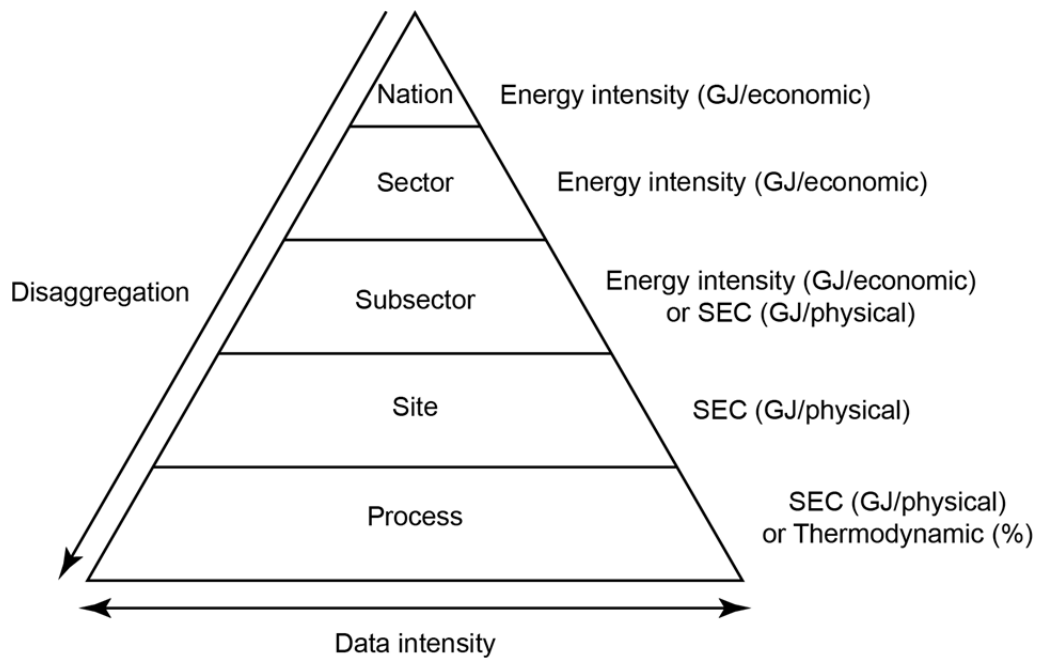 Nation
Energy intensity (GJ/economic)
Sector
Energy intensity (GJ/economic)
Disaggregation
Subsector
Energy intensity (GJ/economic)
or SEC (GJ/physical)
Site
SEC (GJ/physical)
Process
SEC (GJ/physical)
or Thermodynamic (%)
Data intensity